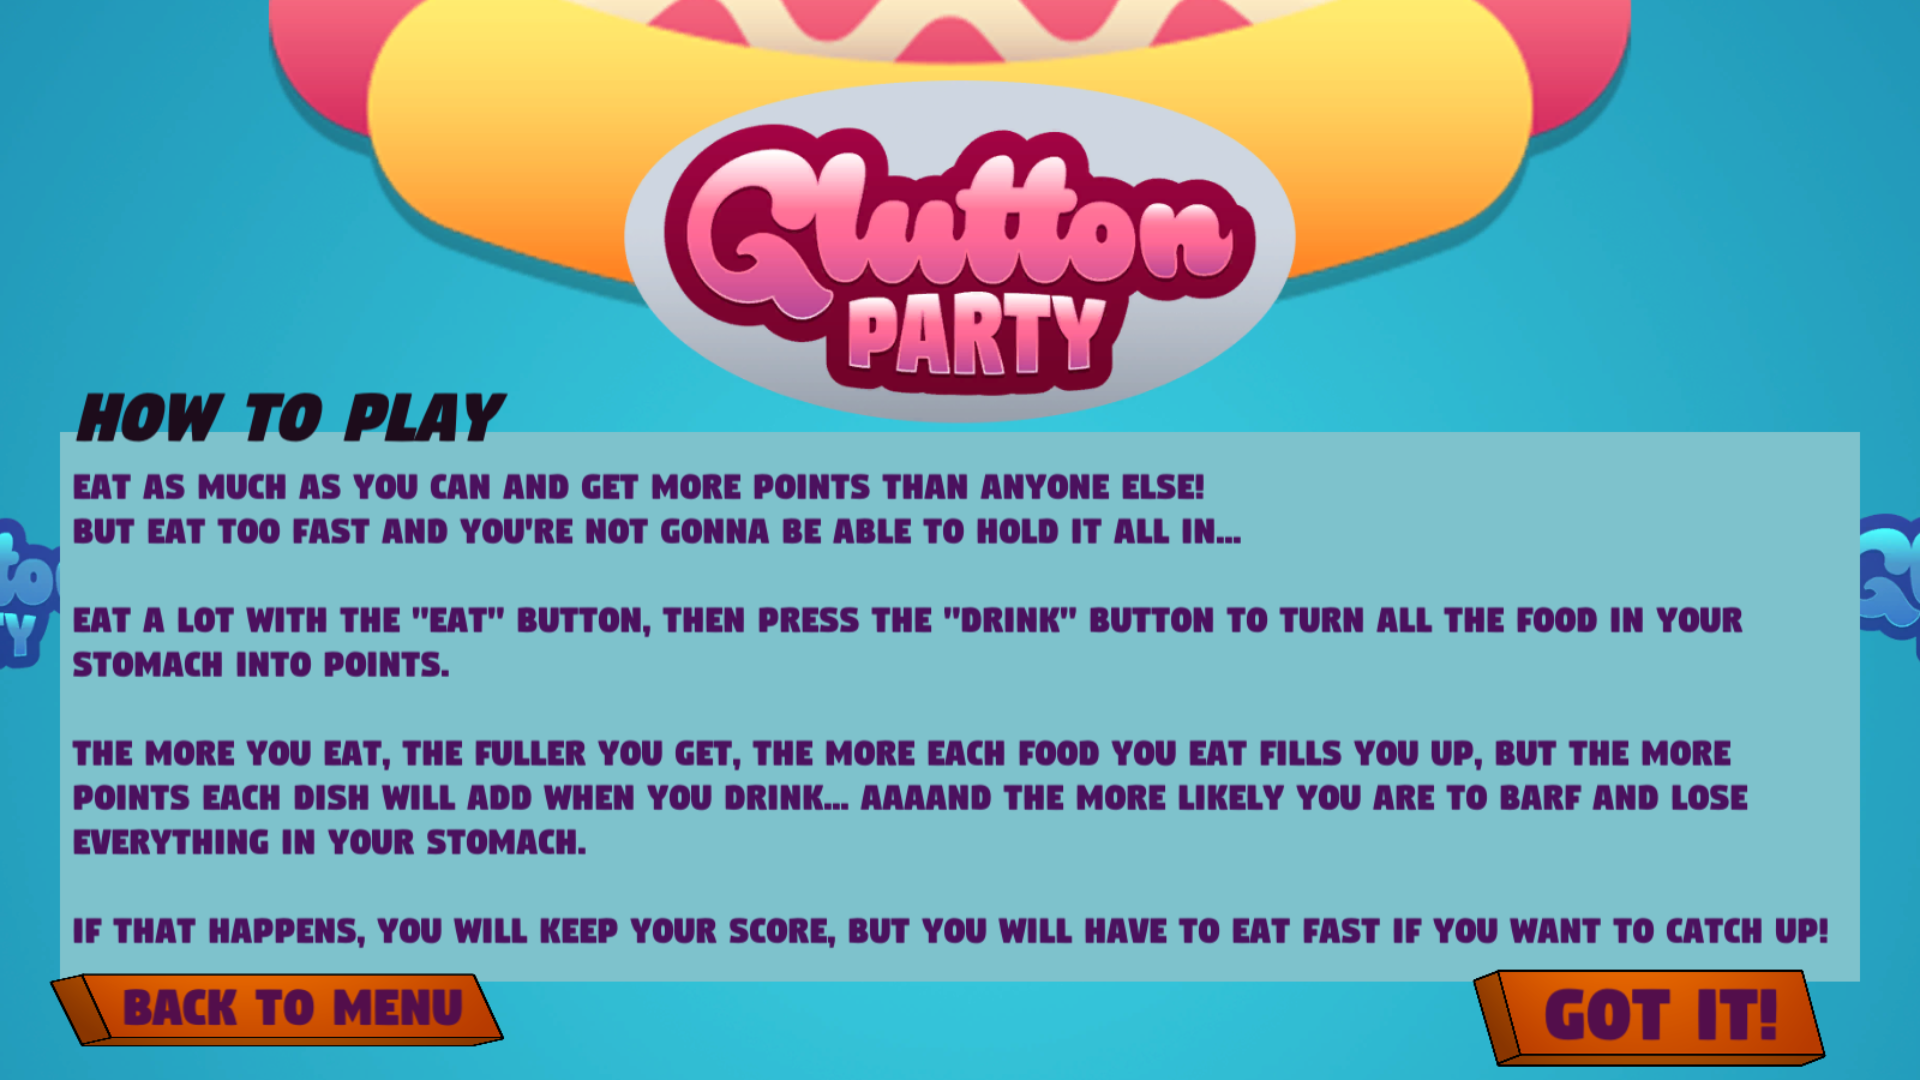 Glutton
PARTY
HOW TO PLAY
EAT AS MUCH AS YOU CAN AND GET MORE POINTS THAN ANYONE ELSE!
BUT EAT TOO FAST AND YOU'RE NOT GONNA BE ABLE TO HOLD IT ALL IN...
EAT A LOT WITH THE "EAT" BUTTON, THEN PRESS THE "DRINK" BUTTON TO TURN ALL THE FOOD IN YOUR
STOMACH INTO POINTS.
THE MORE YOU EAT, THE FULLER YOU GET, THE MORE EACH FOOD YOU EAT FILLS YOU UP, BUT THE MORE
POINTS EACH DISH WILL ADD WHEN YOU DRINK... AAAAND THE MORE LIKELY YOU ARE TO BARF AND LOSE
EVERYTHING IN YOUR STOMACH.
IF THAT HAPPENS, YOU WILL KEEP YOUR SCORE, BUT YOU WILL HAVE TO EAT FAST IF YOU WANT TO CATCH UP!
BACK TO MENU
GOT IT!